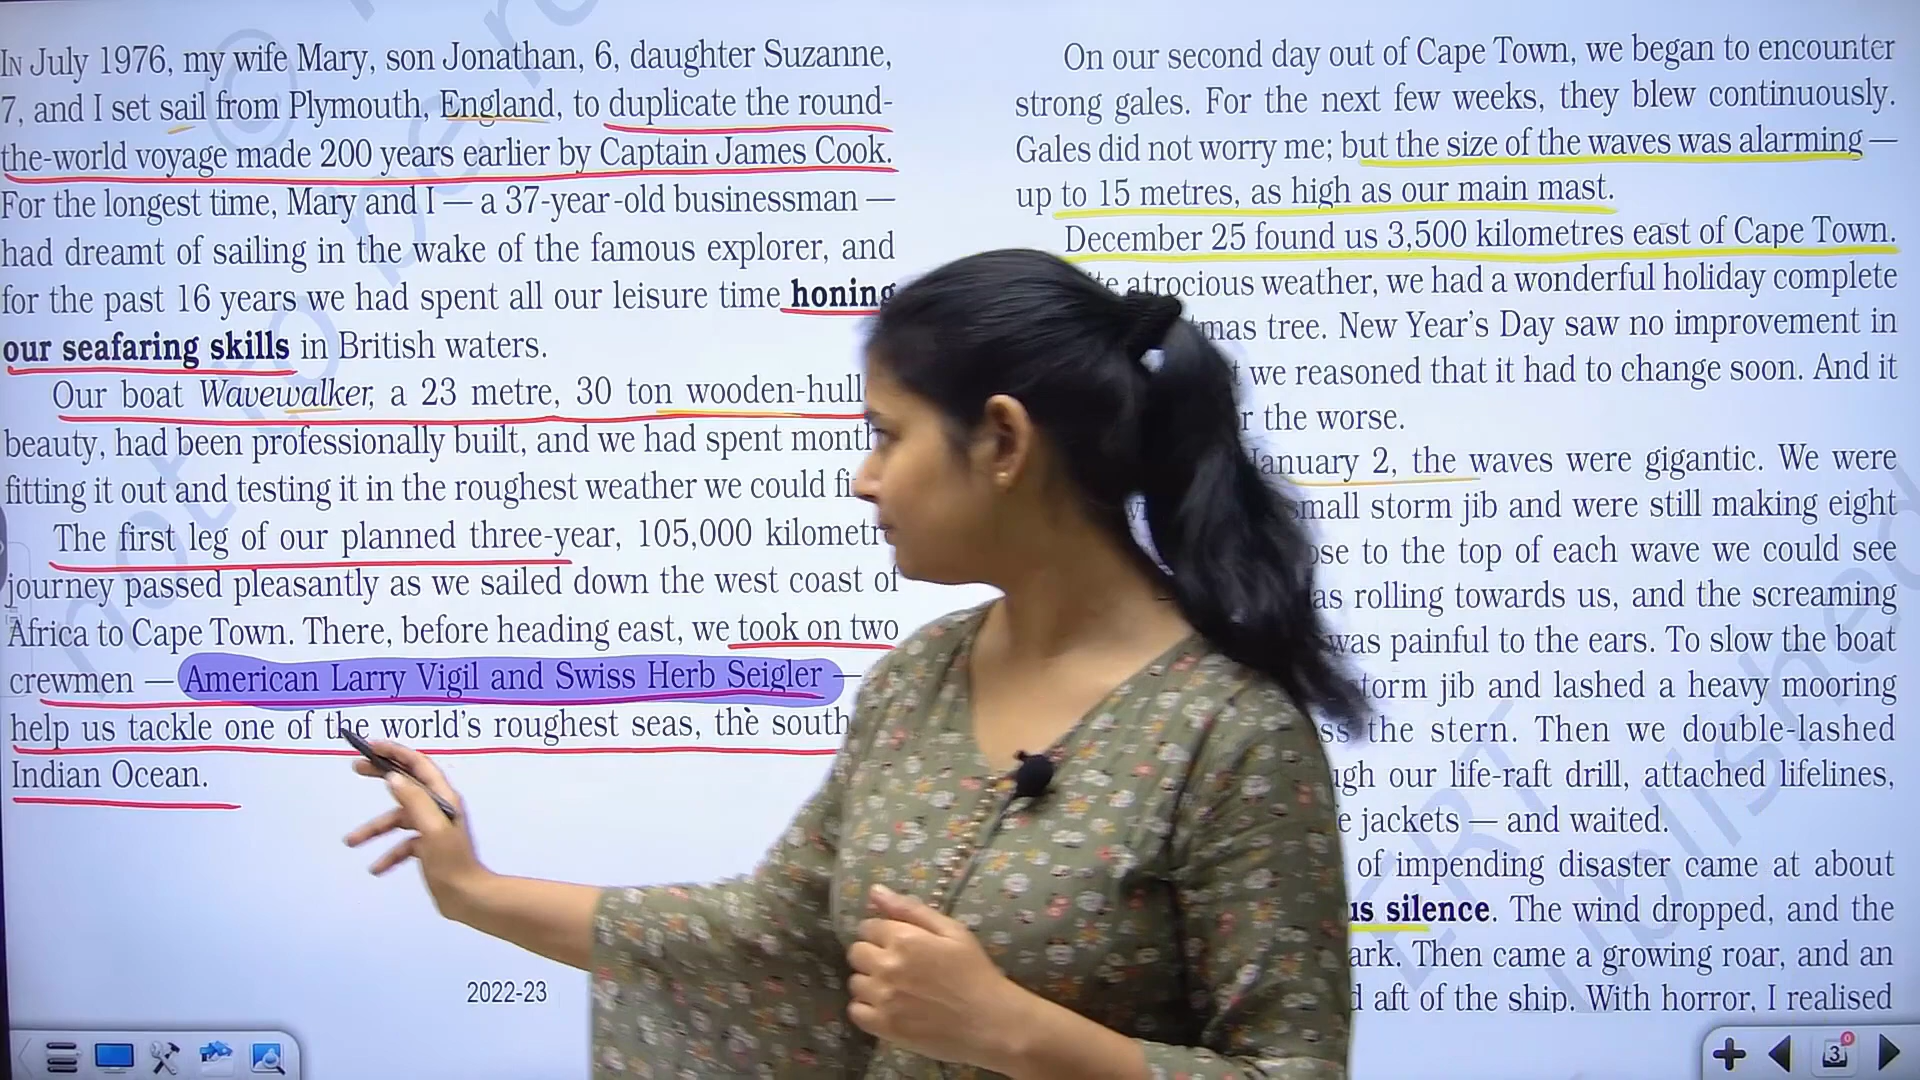 IN July 1976, my wife Mary, son Jonathan, 6, daughter Suzanne,
7, and I set sail from Plymouth, England, to duplicate the round-
the-world voyage made 200 years earlier by Captain James Cook.
For the longest time, Mary and I — a 37-year-old businessman —
had dreamt of sailing in the wake of the famous explorer, and
for the past 16 years we had spent all our leisure time honing
our seafaring skills in British waters.
Our boat Wavewalker, a 23 metre, 30 ton wooden-hull
beauty, had been professionally built, and we had spent month
fitting it out and testing it in the roughest weather we could
The first leg of our planned three-year, 105,000 kilometr
journey passed pleasantly as we sailed down the west coast of
Africa to Cape Town. There, before heading east, we took on two
crewmen — American Larry Vigil and Swiss Herb Seigler —
help us tackle one of the world's roughest seas, the south
Indian Ocean.
2022-23
On our second day out of Cape Town, we began to encounter
strong gales. For the next few weeks, they blew continuously.
Gales did not worry me; but the size of the waves was alarming —
up to 15 metres, as high as our main mast.
December 25 found us 3,500 kilometres east of Cape Town.
atrocious weather, we had a wonderful holiday complete
mas tree. New Year's Day saw no improvement in
we reasoned that it had to change soon. And it
r the worse.
January 2, the waves were gigantic. We were
small storm jib and were still making eight
ose to the top of each wave we could see
as rolling towards us, and the screaming
was painful to the ears. To slow the boat
storm jib and lashed a heavy mooring
ss the stern. Then we double-lashed
ugh our life-raft drill, attached lifelines,
e jackets — and waited.
of impending disaster came at about
us silence. The wind dropped, and the
ark. Then came a growing roar, and an
d aft of the ship. With horror, I realised
3
0